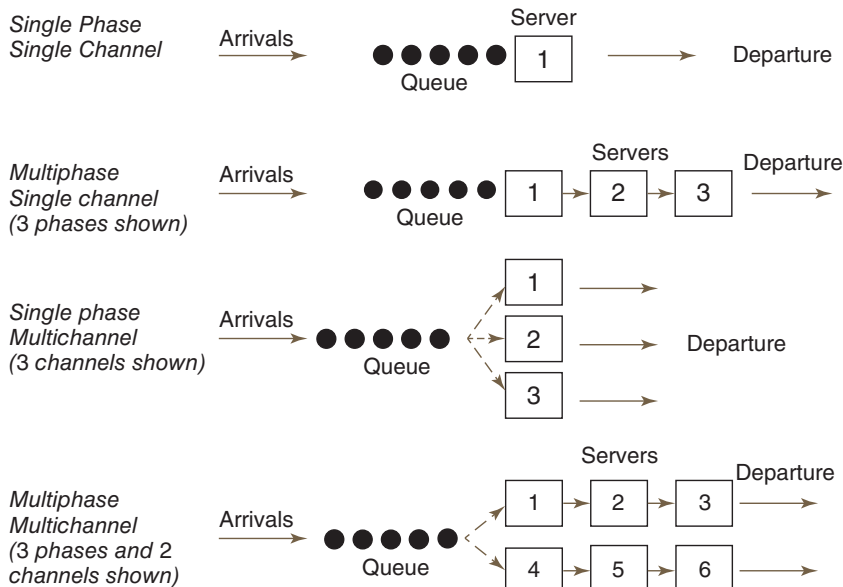 Single Phase
Single Channel
Arrivals
Queue
Server
1
Departure
Multiphase
Single channel
(3 phases shown)
Arrivals
Queue
Servers
1
2
3
Departure
Single phase
Multichannel
(3 channels shown)
Arrivals
Queue
1
2
3
Departure
Multiphase
Multichannel
(3 phases and 2
channels shown)
Arrivals
Queue
Servers
1
2
3
4
5
6
Departure